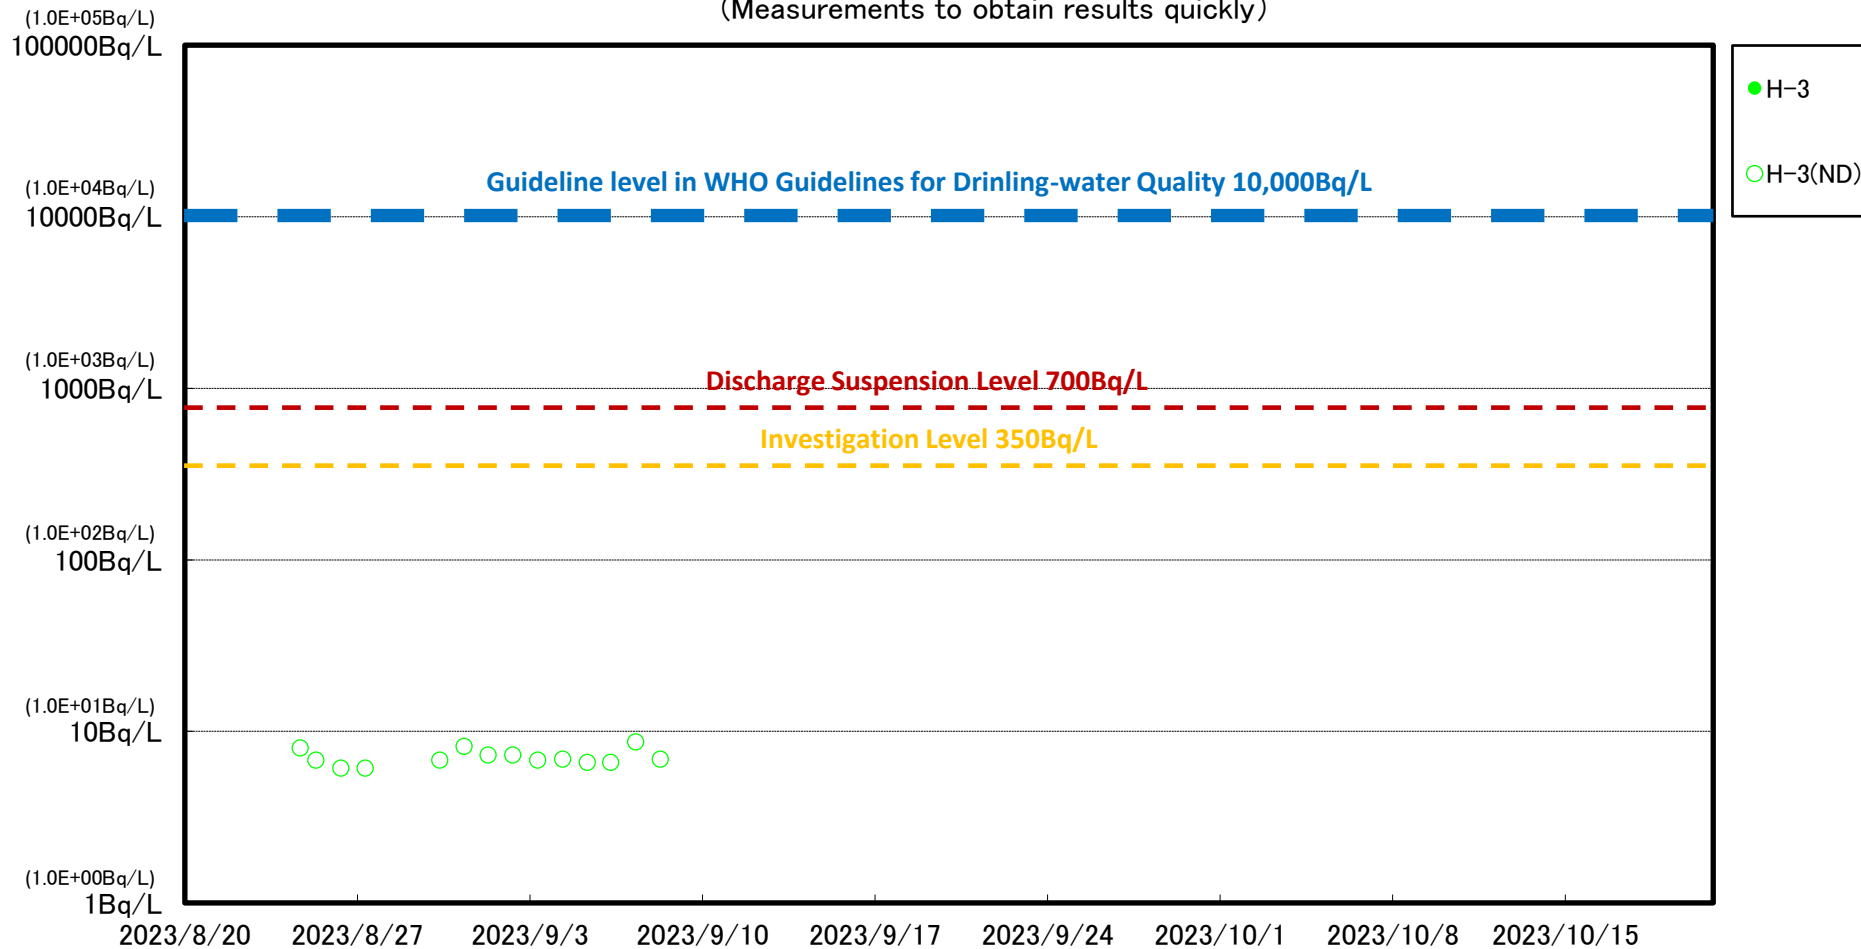 (Measurements to obtain results quickly)
(1.0E+05Bq/L)
100000Bq/L
H-3
H-3(ND)
(1.0E+04Bq/L)
10000Bq/L
Guideline level in WHO Guidelines for Drinling-water Quality 10,000Bq/L
(1.0E+03Bq/L)
1000Bq/L
Discharge Suspension Level 700Bq/L
Investigation Level 350Bq/L
(1.0E+02Bq/L)
100Bq/L
(1.0E+01Bq/L)
10Bq/L
(1.0E+00Bq/L)
1Bq/L
2023/8/20 2023/8/27 2023/9/3 2023/9/10 2023/9/17 2023/9/24 2023/10/1 2023/10/8 2023/10/15